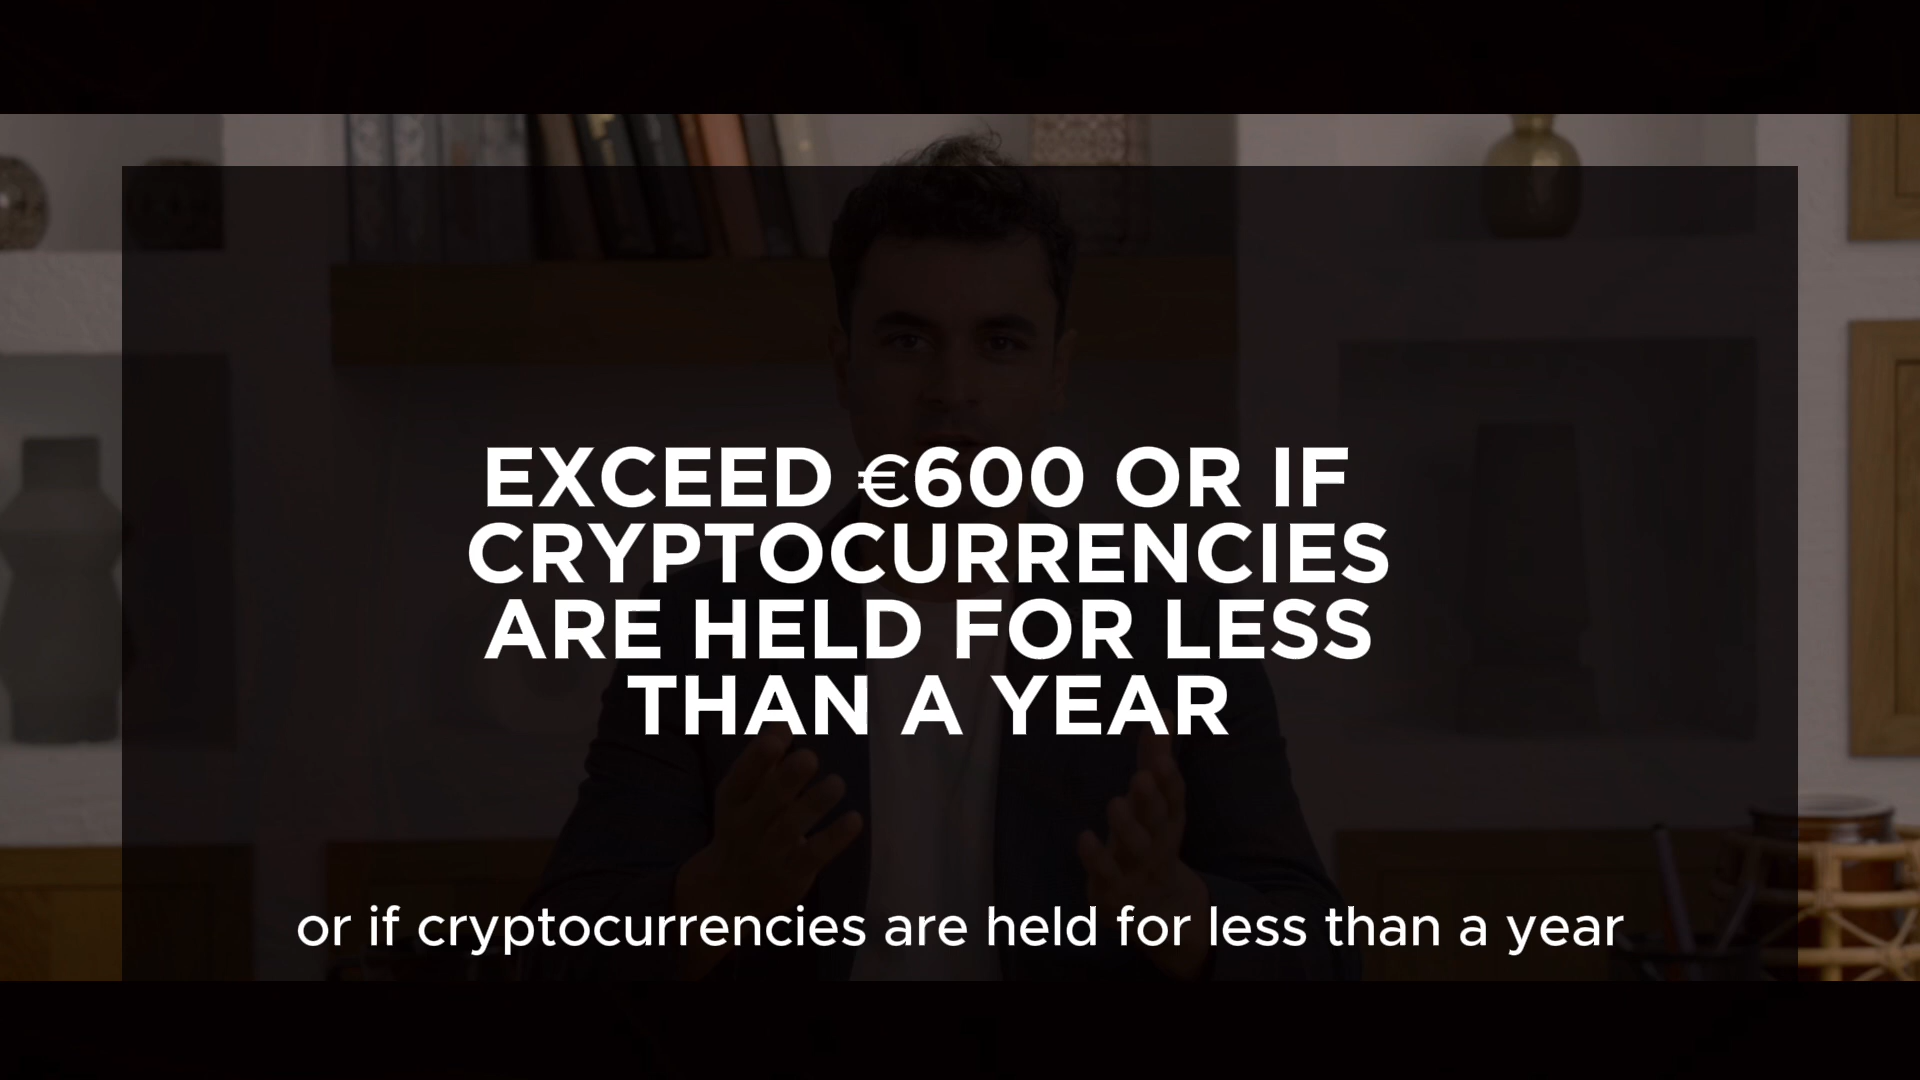 EXCEED €600 OR IF
CRYPTOCURRENCIES
ARE HELD FOR LESS
THAN A YEAR
or if cryptocurrencies are held for less than a year